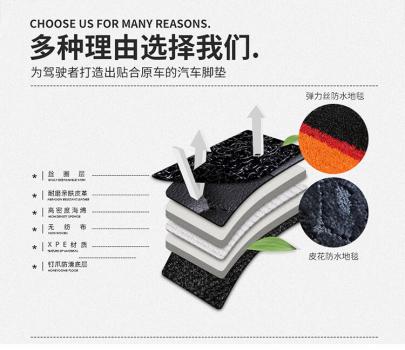 CHOOSE US FOR MANY REASONS.
多种理由选择我们.
为驾驶者打造出贴合原车的汽车脚垫
弹力丝防水地毯
* 丝圈层
* 耐磨亲肤皮革
* 高密度海绵
* 无纺布
* XPE材质
* 钉爪防滑底层
皮花防水地毯